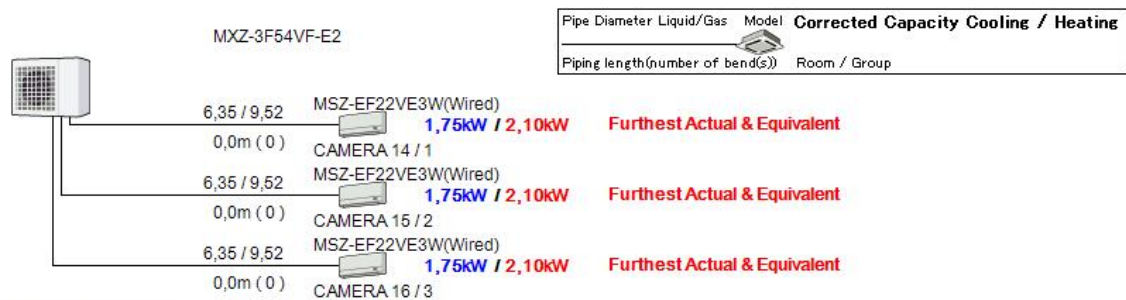 MXZ-3F54VF-E2
Pipe Diameter Liquid/Gas Model Corrected Capacity Cooling / Heating
Piping length(number of bend(s)) Room / Group
6,35 / 9,52 MSZ-EF22VE3W(Wired)
1,75kW / 2,10kW Furthest Actual & Equivalent
0,0m ( 0 ) CAMERA 14 / 1
6,35 / 9,52 MSZ-EF22VE3W(Wired)
1,75kW / 2,10kW Furthest Actual & Equivalent
0,0m ( 0 ) CAMERA 15 / 2
6,35 / 9,52 MSZ-EF22VE3W(Wired)
1,75kW / 2,10kW Furthest Actual & Equivalent
0,0m ( 0 ) CAMERA 16 / 3